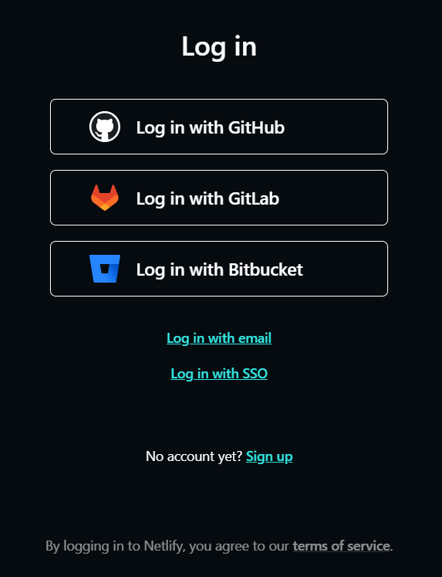 Log in
Log in with GitHub
Log in with GitLab
Log in with Bitbucket
Log in with email
Log in with SSO
No account yet? Sign up
By logging in to Netlify, you agree to our terms of service.